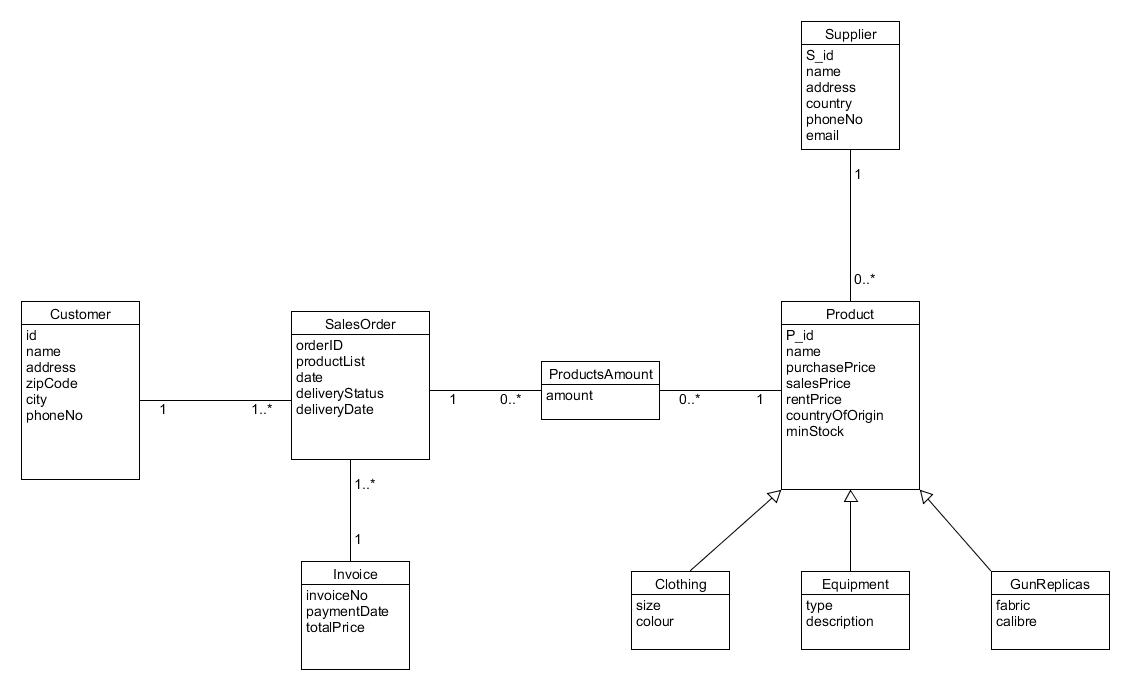 Supplier
S_id
name
address
country
phoneNo
email
1
0..*
Customer
id
name
address
zipCode
city
phoneNo
1
1..*
SalesOrder
orderID
productList
date
deliveryStatus
deliveryDate
1
0..*
ProductsAmount
amount
0..*
1
Product
P_id
name
purchasePrice
salesPrice
rentPrice
countryOfOrigin
minStock
1..*
1
Invoice
invoiceNo
paymentDate
totalPrice
Clothing
size
colour
Equipment
type
description
GunReplicas
fabric
calibre